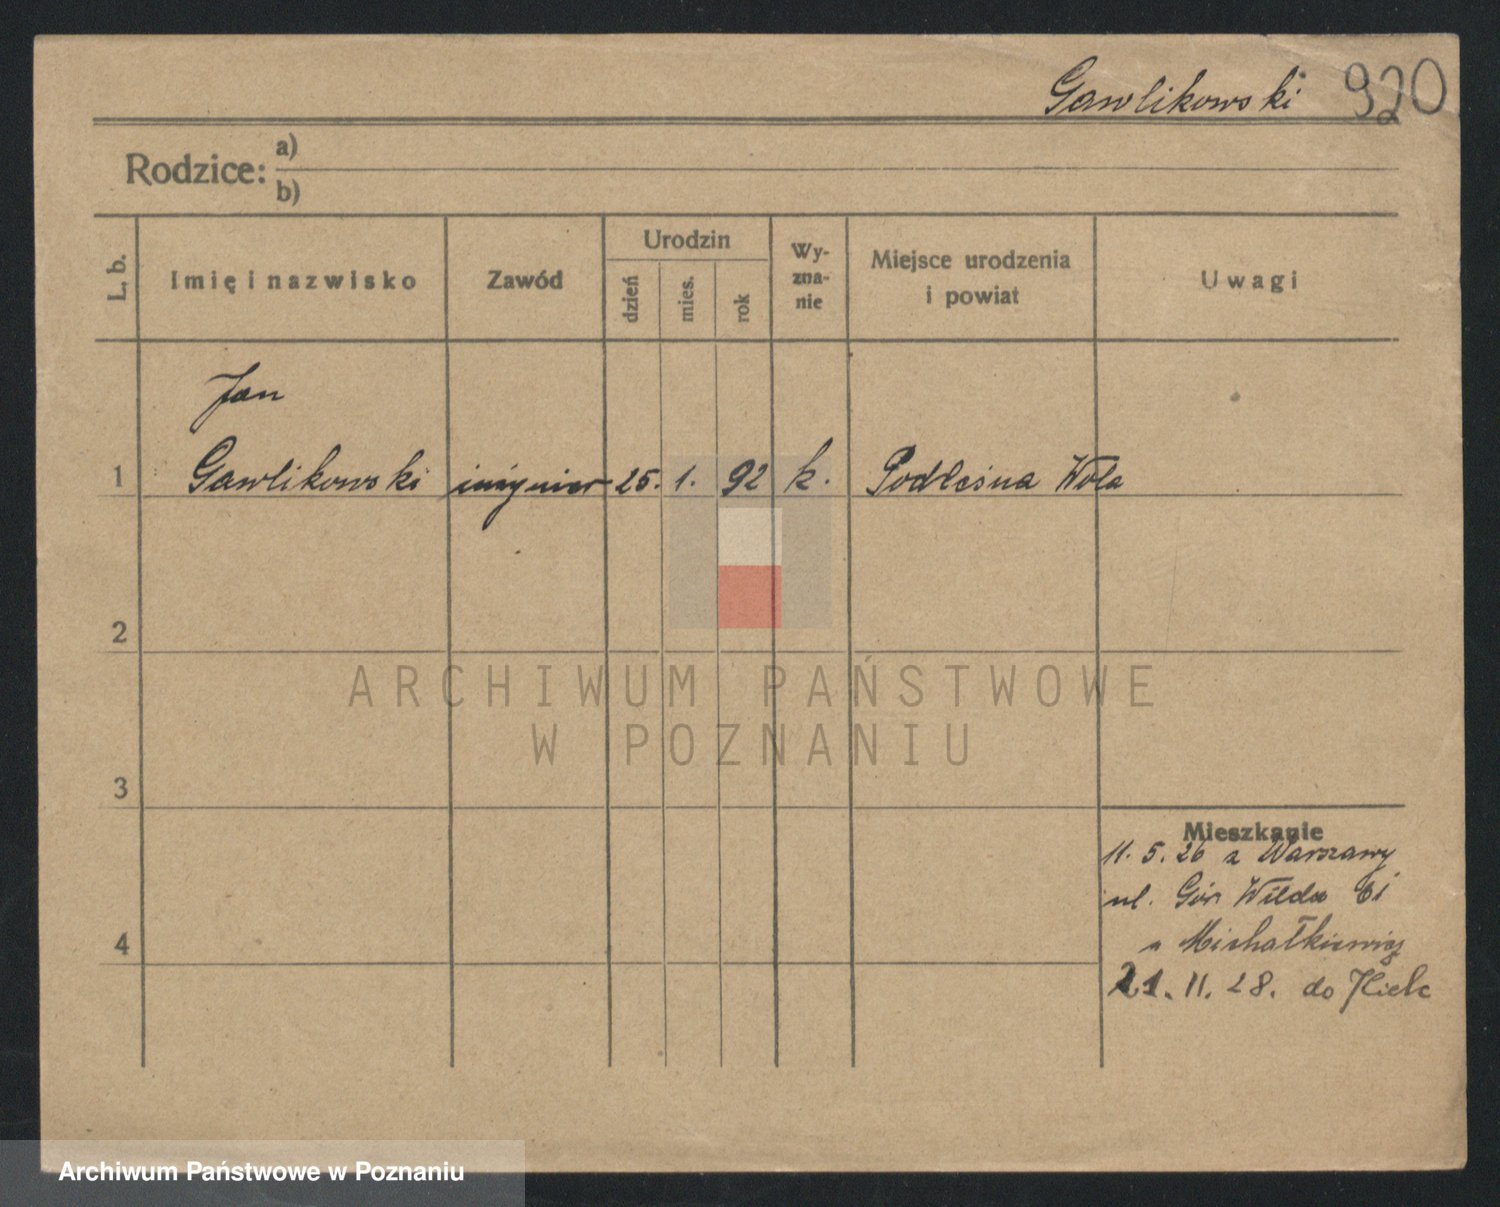 Gawlikowski 920
Rodzice: a)
b)
L. b.
Imię i nazwisko
Zawód
Urodzin
dzień
mies.
rok
Wy-
zna-
nie
Miejsce urodzenia
i powiat
Uwagi
Jan
1 Gawlikowski inżynier 25. 1. 92 k. Podleśna Wola
2
ARCHIWUM PAŃSTWOWE
W POZNANIU
3
Mieszkanie
11. 5. 26 z Warszawy
ul. Gór Wilda 61
4
u Michałkiewicz
21. 11. 28. do Kielc
Archiwum Państwowe w Poznaniu